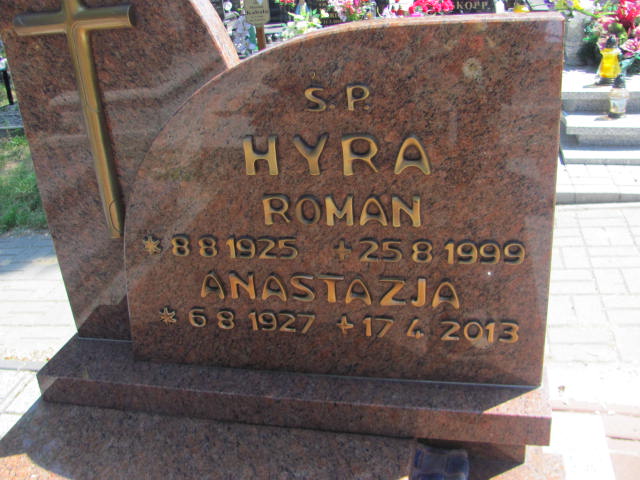 Ś.P.
HYRA
ROMAN
* 8 8 1925 + 25 8 1999
ANASTAZJA
* 6 8 1927 + 17 4 2013